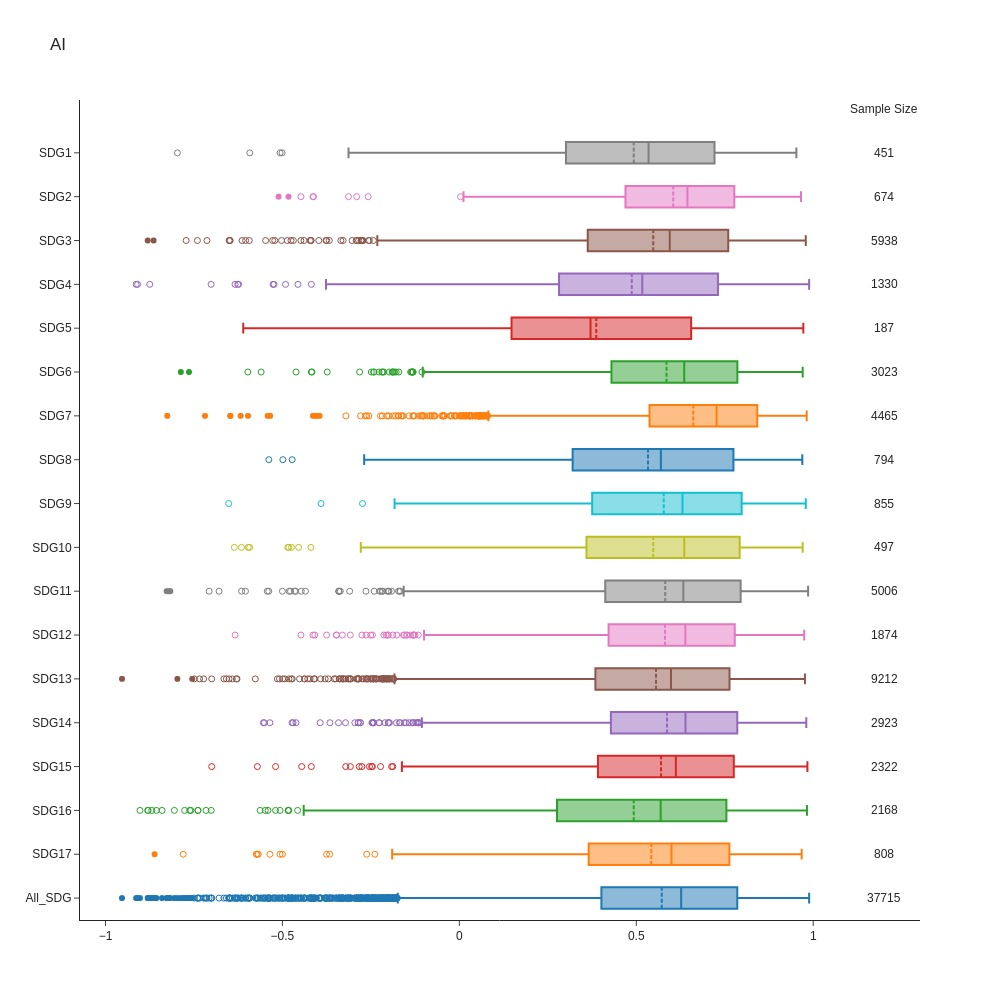 AI
Sample Size
SDG1 451
SDG2 674
SDG3 5938
SDG4 1330
SDG5 187
SDG6 3023
SDG7 4465
SDG8 794
SDG9 855
SDG10 497
SDG11 5006
SDG12 1874
SDG13 9212
SDG14 2923
SDG15 2322
SDG16 2168
SDG17 808
All_SDG 37715
−1 −0.5 0 0.5 1